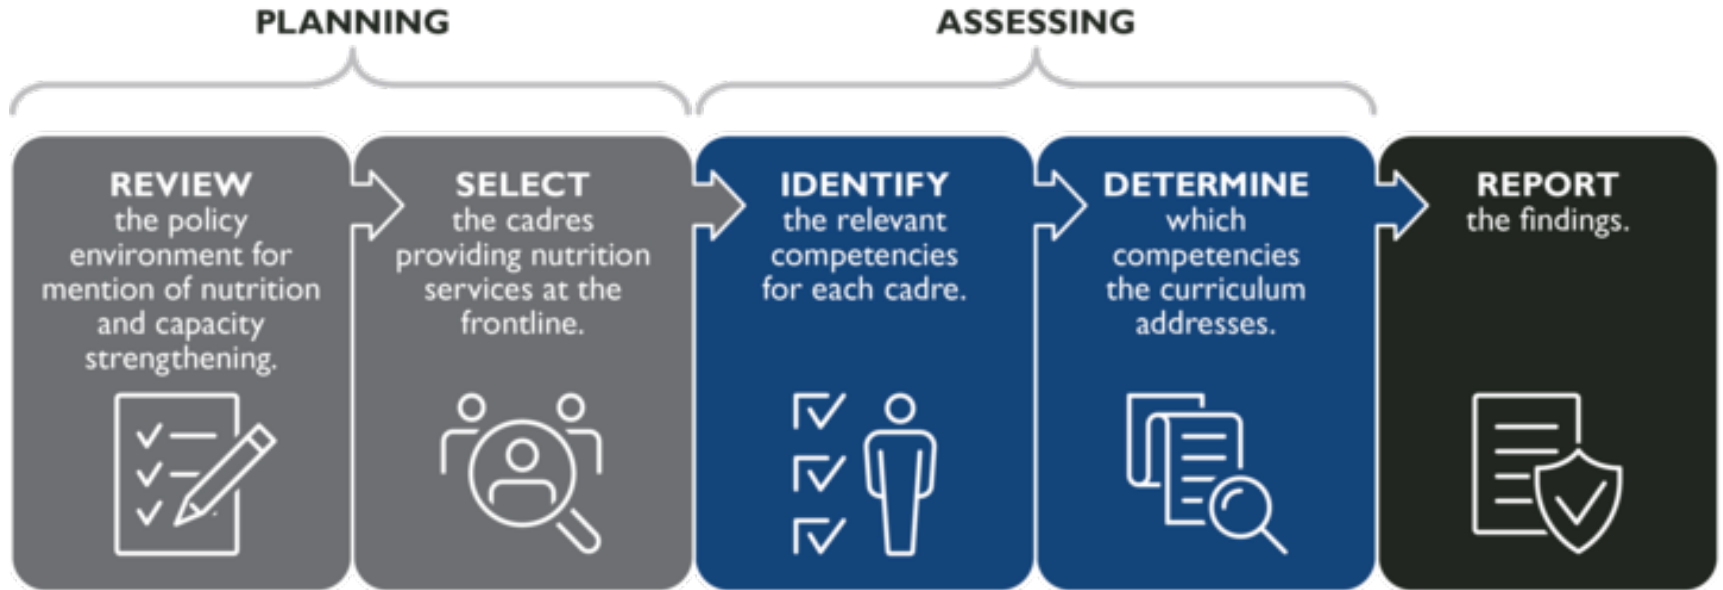 PLANNING
ASSESSING
REVIEW
the policy
environment for
mention of nutrition
and capacity
strengthening.
SELECT
the cadres
providing nutrition
services at the
frontline.
IDENTIFY
the relevant
competencies
for each cadre.
DETERMINE
which
competencies
the curriculum
addresses.
REPORT
the findings.